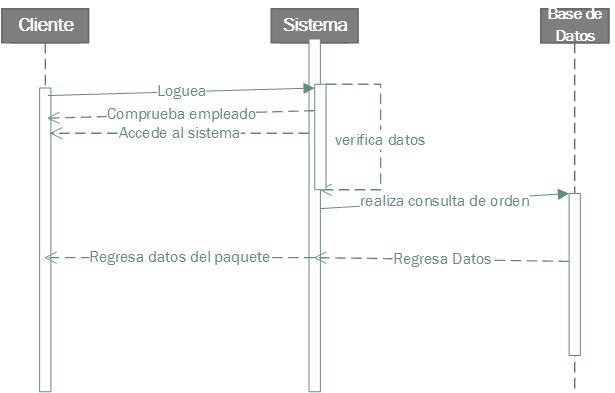 Cliente
Sistema
Base de
Datos
Loguea
Comprueba empleado
Accede al sistema
verifica datos
realiza consulta de orden
Regresa datos del paquete
Regresa Datos